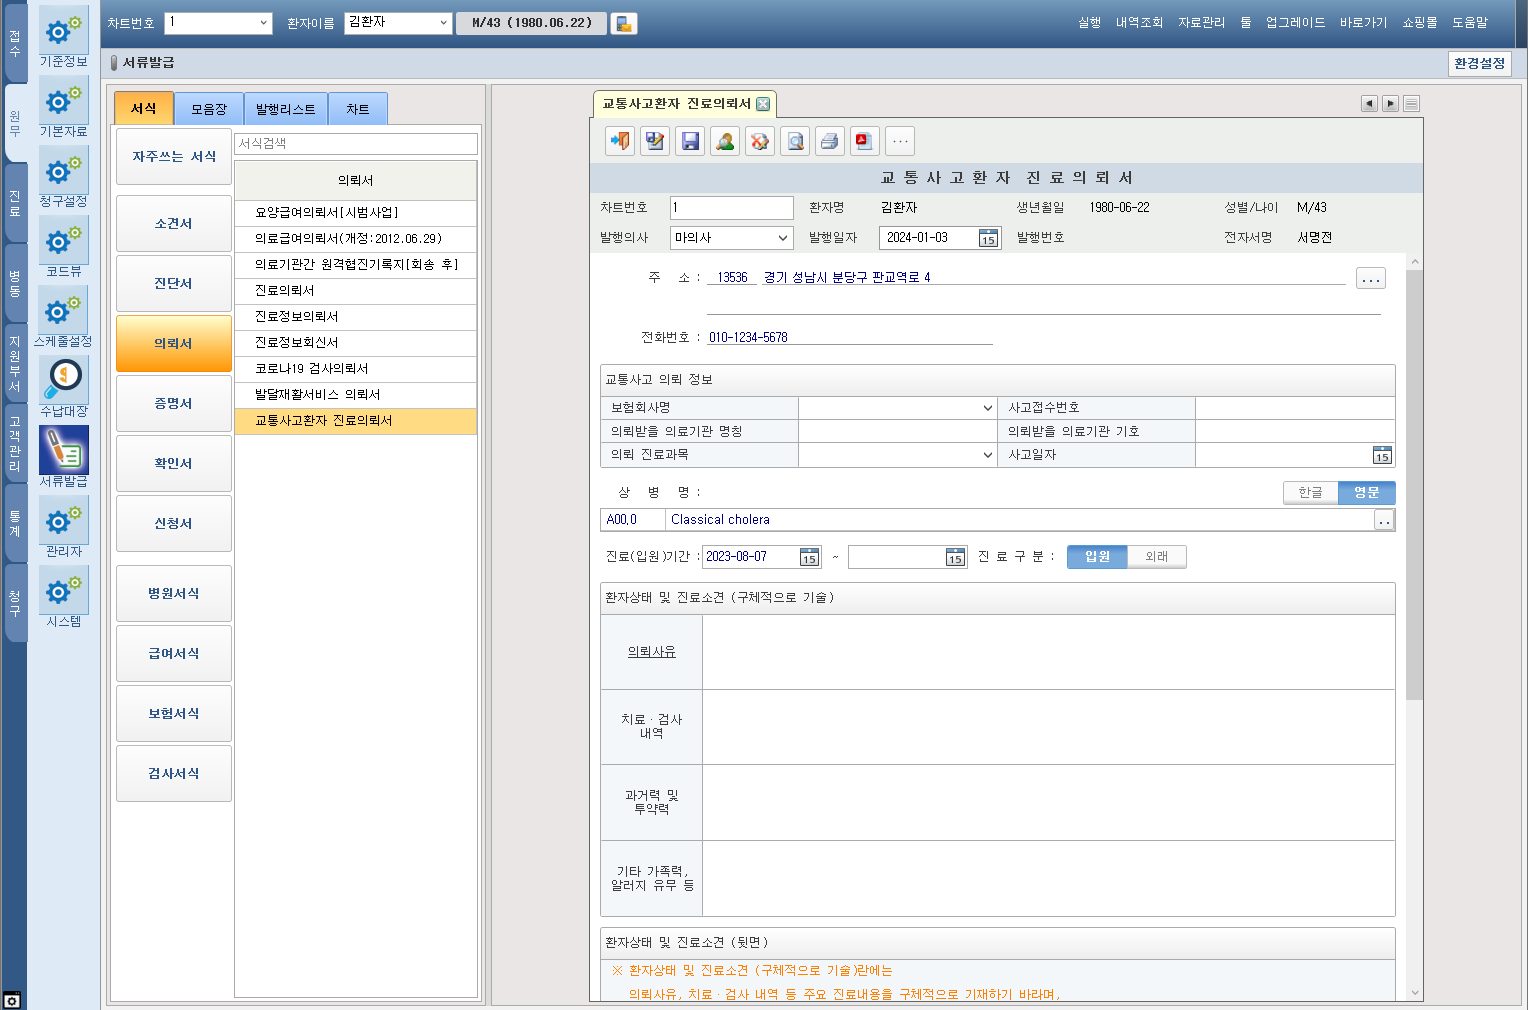 차트번호 1 환자이름 김환자 M/43 (1980.06.22) 실행 내역조회 자료관리 툴 업그레이드 바로가기 쇼핑몰 도움말
서류발급 환경설정
접수
원무
진료
병동
지원부서
고객관리
통계
청구
기준정보
기본자료
청구설정
코드뷰
스케줄설정
수납대장
서류발급
관리자
시스템
서식 모음장 발행리스트 차트
자주쓰는 서식
소견서
진단서
의뢰서
증명서
확인서
신청서
병원서식
급여서식
보험서식
검사서식
서식검색
의뢰서
요양급여의뢰서[시범사업]
의료급여의뢰서(개정:2012.06.29)
의료기관간 원격협진기록지[회송 후]
진료의뢰서
진료정보의뢰서
진료정보회신서
코로나19 검사의뢰서
발달재활서비스 의뢰서
교통사고환자 진료의뢰서
교통사고환자 진료의뢰서
...
교 통 사 고 환 자 진 료 의 뢰 서
차트번호 1 환자명 김환자 생년월일 1980-06-22 성별/나이 M/43
발행의사 마의사 발행일자 2024-01-03 15 발행번호 전자서명 서명전
주 소 : 13536 경기 성남시 분당구 판교역로 4 ...
전화번호 : 010-1234-5678
교통사고 의뢰 정보
보험회사명 사고접수번호
의뢰받을 의료기관 명칭 의뢰받을 의료기관 기호
의뢰 진료과목 사고일자 15
상 병 명 : 한글 영문
A00.0 Classical cholera ..
진료(입원)기간 : 2023-08-07 15 ~ 15 진 료 구 분 : 입원 외래
환자상태 및 진료소견 (구체적으로 기술)
의뢰사유
치료·검사
내역
과거력 및
투약력
기타 가족력,
알러지 유무 등
환자상태 및 진료소견 (뒷면)
※ 환자상태 및 진료소견 (구체적으로 기술)란에는
의뢰사유, 치료·검사 내역 등 주요 진료내용을 구체적으로 기재하기 바라며,